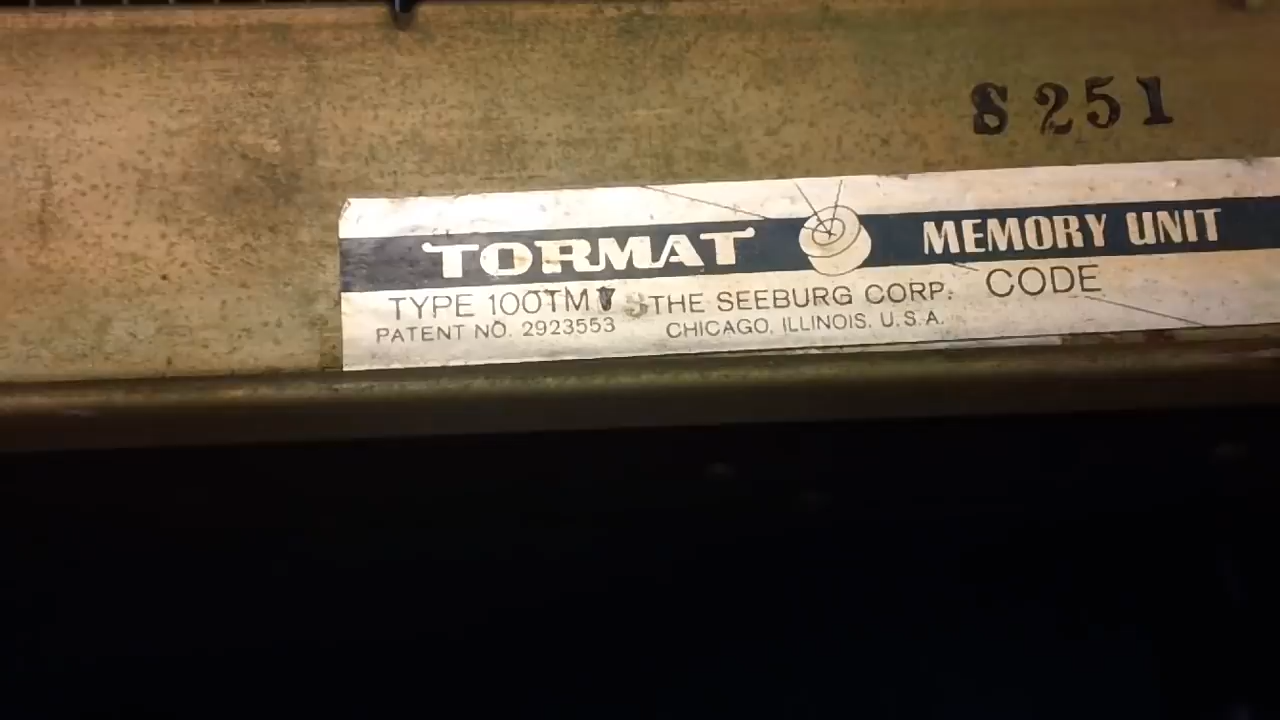 S 251
TORMAT MEMORY UNIT
TYPE 100TM THE SEEBURG CORP. CODE
PATENT NO. 2923553 CHICAGO, ILLINOIS, U.S.A.